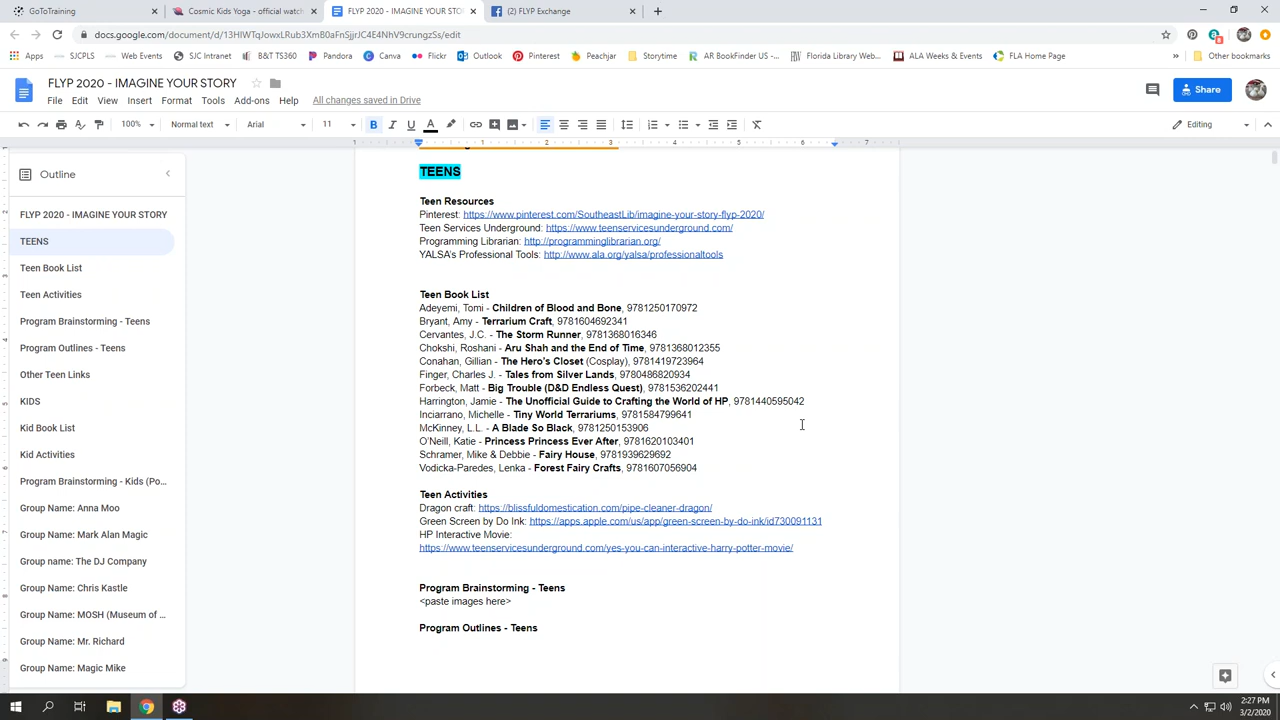 GoToTraining
Cosmic Kids Yoga - official watch
FLYP 2020 - IMAGINE YOUR STOR
(2) FLYP Exchange
docs.google.com/document/d/13HIWTqJowxLRub3XmB0aFnSjjrJC4E4NhV9crungzSs/edit
Apps
SJCPLS
Web Events
SJC Intranet
B&T TS360
Pandora
Canva
Flickr
Outlook
Pinterest
Peachjar
Storytime
AR BookFinder US -...
Florida Library Web...
ALA Weeks & Events
FLA Home Page
Other bookmarks
FLYP 2020 - IMAGINE YOUR STORY
File Edit View Insert Format Tools Add-ons Help All changes saved in Drive
Share
100% Normal text Arial 11
Editing
Outline
FLYP 2020 - IMAGINE YOUR STORY
TEENS
Teen Book List
Teen Activities
Program Brainstorming - Teens
Program Outlines - Teens
Other Teen Links
KIDS
Kid Book List
Kid Activities
Program Brainstorming - Kids (Po...
Group Name: Anna Moo
Group Name: Mark Alan Magic
Group name: The DJ Company
Group Name: Chris Kastle
Group Name: MOSH (Museum of ...
Group Name: Mr. Richard
Group Name: Magic Mike
TEENS
Teen Resources
Pinterest: https://www.pinterest.com/SoutheastLib/imagine-your-story-flyp-2020/
Teen Services Underground: https://www.teenservicesunderground.com/
Programming Librarian: http://programminglibrarian.org/
YALSA's Professional Tools: http://www.ala.org/yalsa/professionaltools
Teen Book List
Adeyemi, Tomi - Children of Blood and Bone, 9781250170972
Bryant, Amy - Terrarium Craft, 9781604692341
Cervantes, J.C. - The Storm Runner, 9781368016346
Chokshi, Roshani - Aru Shah and the End of Time, 9781368012355
Conahan, Gillian - The Hero's Closet (Cosplay), 9781419723964
Finger, Charles J. - Tales from Silver Lands, 9780486820934
Forbeck, Matt - Big Trouble (D&D Endless Quest), 9781536202441
Harrington, Jamie - The Unofficial Guide to Crafting the World of HP, 9781440595042
Inciarrano, Michelle - Tiny World Terrariums, 9781584799641
McKinney, L.L. - A Blade So Black, 9781250153906
O'Neill, Katie - Princess Princess Ever After, 9781620103401
Schramer, Mike & Debbie - Fairy House, 9781939629692
Vodicka-Paredes, Lenka - Forest Fairy Crafts, 9781607056904
Teen Activities
Dragon craft: https://blissfuldomestication.com/pipe-cleaner-dragon/
Green Screen by Do Ink: https://apps.apple.com/us/app/green-screen-by-do-ink/id730091131
HP Interactive Movie:
https://www.teenservicesunderground.com/yes-you-can-interactive-harry-potter-movie/
Program Brainstorming - Teens
<paste images here>
Program Outlines - Teens
2:27 PM
3/2/2020